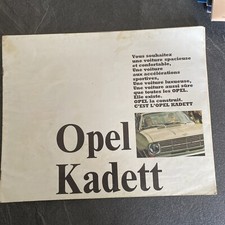 Vous souhaitez
une voiture spacieuse
et confortable,
Une voiture
aux accélérations
sportives,
Une voiture luxueuse,
Une voiture aussi sûre
que toutes les OPEL.
Elle existe.
OPEL la construit.
C'EST L'OPEL KADETT
Opel
Kadett